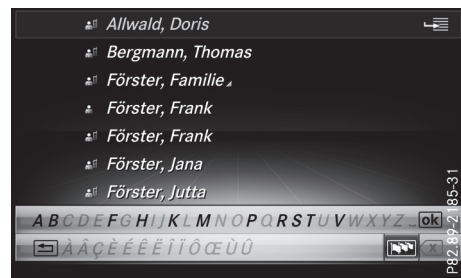 Allwald, Doris
Bergmann, Thomas
Förster, Familie
Förster, Frank
Förster, Frank
Förster, Jana
Förster, Jutta
ABCDEFGHIJKLMNOPQRSTUVWXYZ_ ok
ÀÂÇÈÉÊËÎÏÔŒÙÛ X
P82.89-2185-31